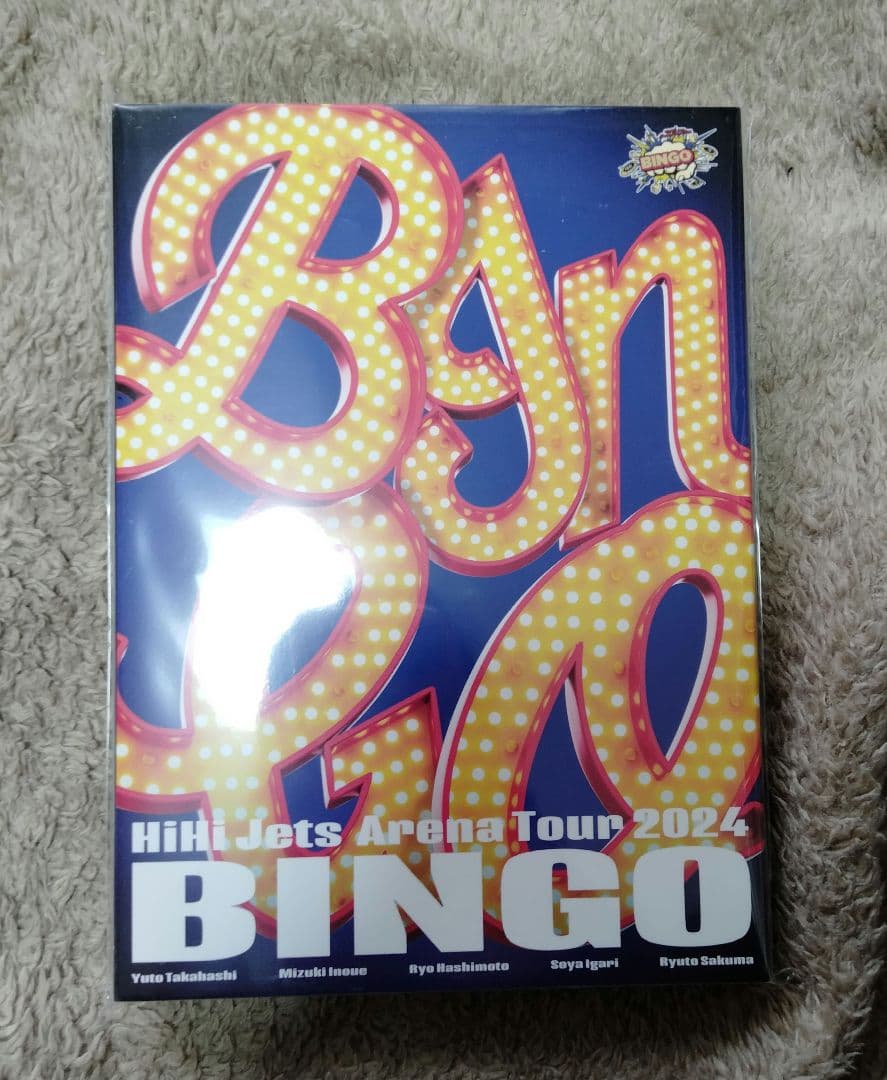 BINGO
BINGO
HiHi Jets Arena Tour 2024
BINGO
Yuto Takahashi Mizuki Inoue Ryo Hashimoto Soya Igari Ryuto Sakuma